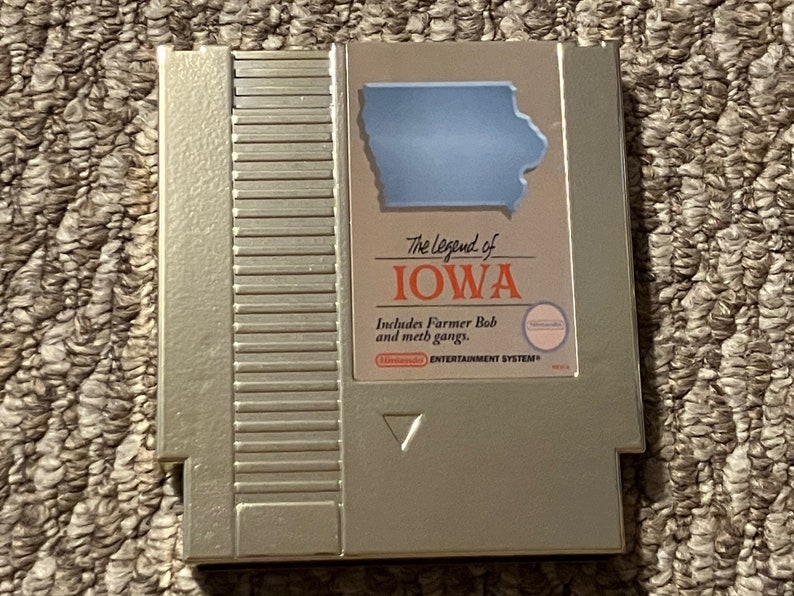 The Legend of
IOWA
Includes Farmer Bob
and meth gangs.
Nintendo
Nintendo ENTERTAINMENT SYSTEM®